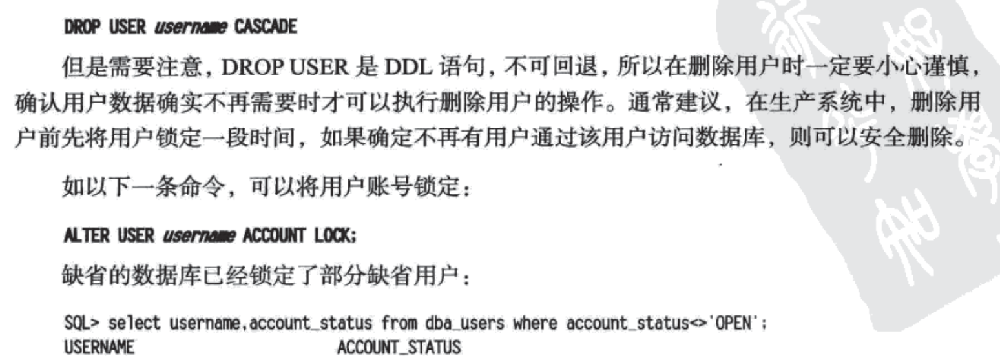 DROP USER username CASCADE
但是需要注意，DROP USER 是 DDL 语句，不可回退，所以在删除用户时一定要小心谨慎，
确认用户数据确实不再需要时才可以执行删除用户的操作。通常建议，在生产系统中，删除用
户前先将用户锁定一段时间，如果确定不再有用户通过该用户访问数据库，则可以安全删除。
如以下一条命令，可以将用户账号锁定：
ALTER USER username ACCOUNT LOCK;
缺省的数据库已经锁定了部分缺省用户：
SQL> select username,account_status from dba_users where account_status<>'OPEN';
USERNAME ACCOUNT_STATUS